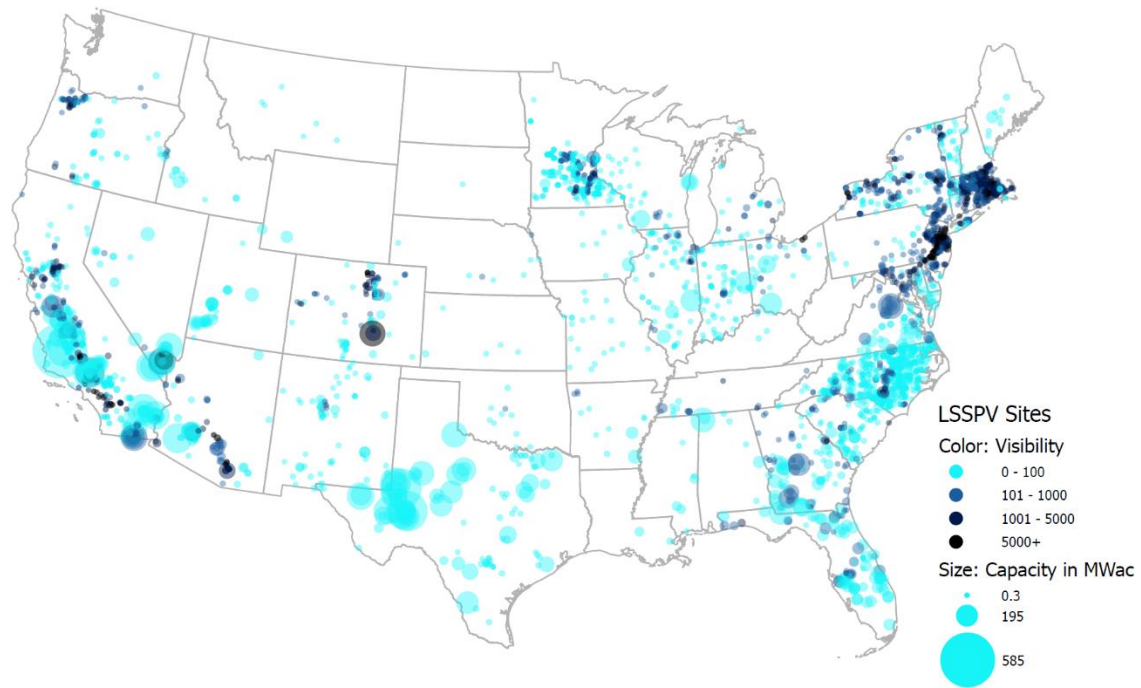 LSSPV Sites
Color: Visibility
0 - 100
101 - 1000
1001 - 5000
5000+
Size: Capacity in MWac
0.3
195
585